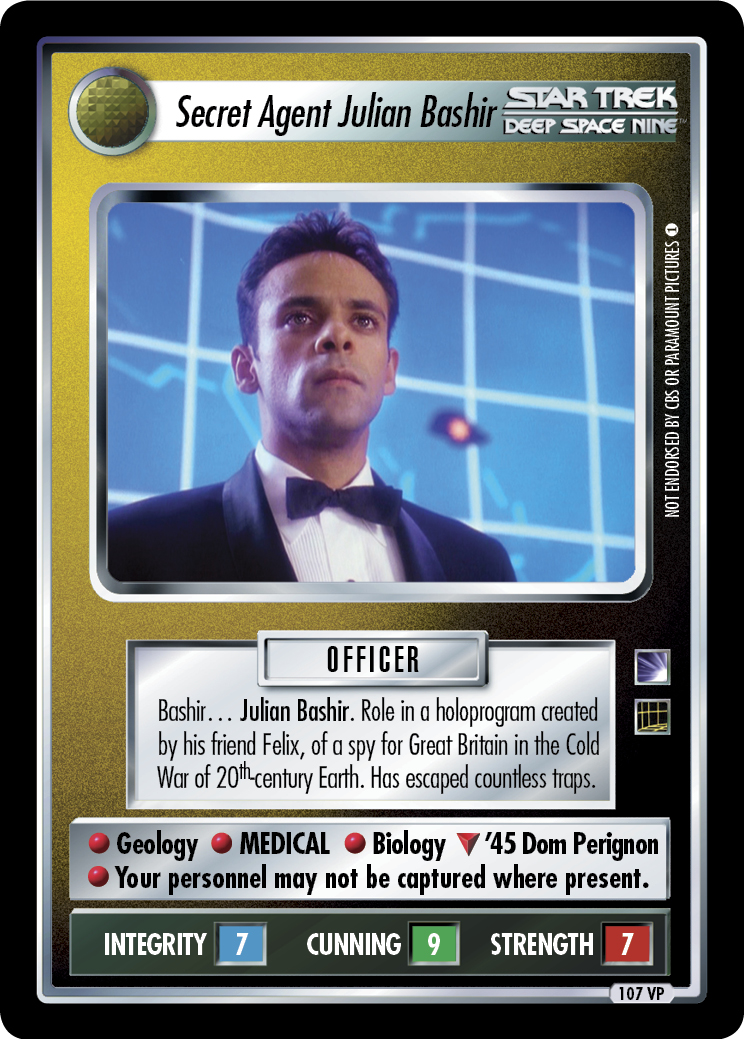 Secret Agent Julian Bashir
STAR TREK
DEEP SPACE NINE™
NOT ENDORSED BY CBS OR PARAMOUNT PICTURES 1
OFFICER
Bashir… Julian Bashir. Role in a holoprogram created
by his friend Felix, of a spy for Great Britain in the Cold
War of 20th-century Earth. Has escaped countless traps.
Geology MEDICAL Biology ’45 Dom Perignon
Your personnel may not be captured where present.
INTEGRITY 7 CUNNING 9 STRENGTH 7
107 VP